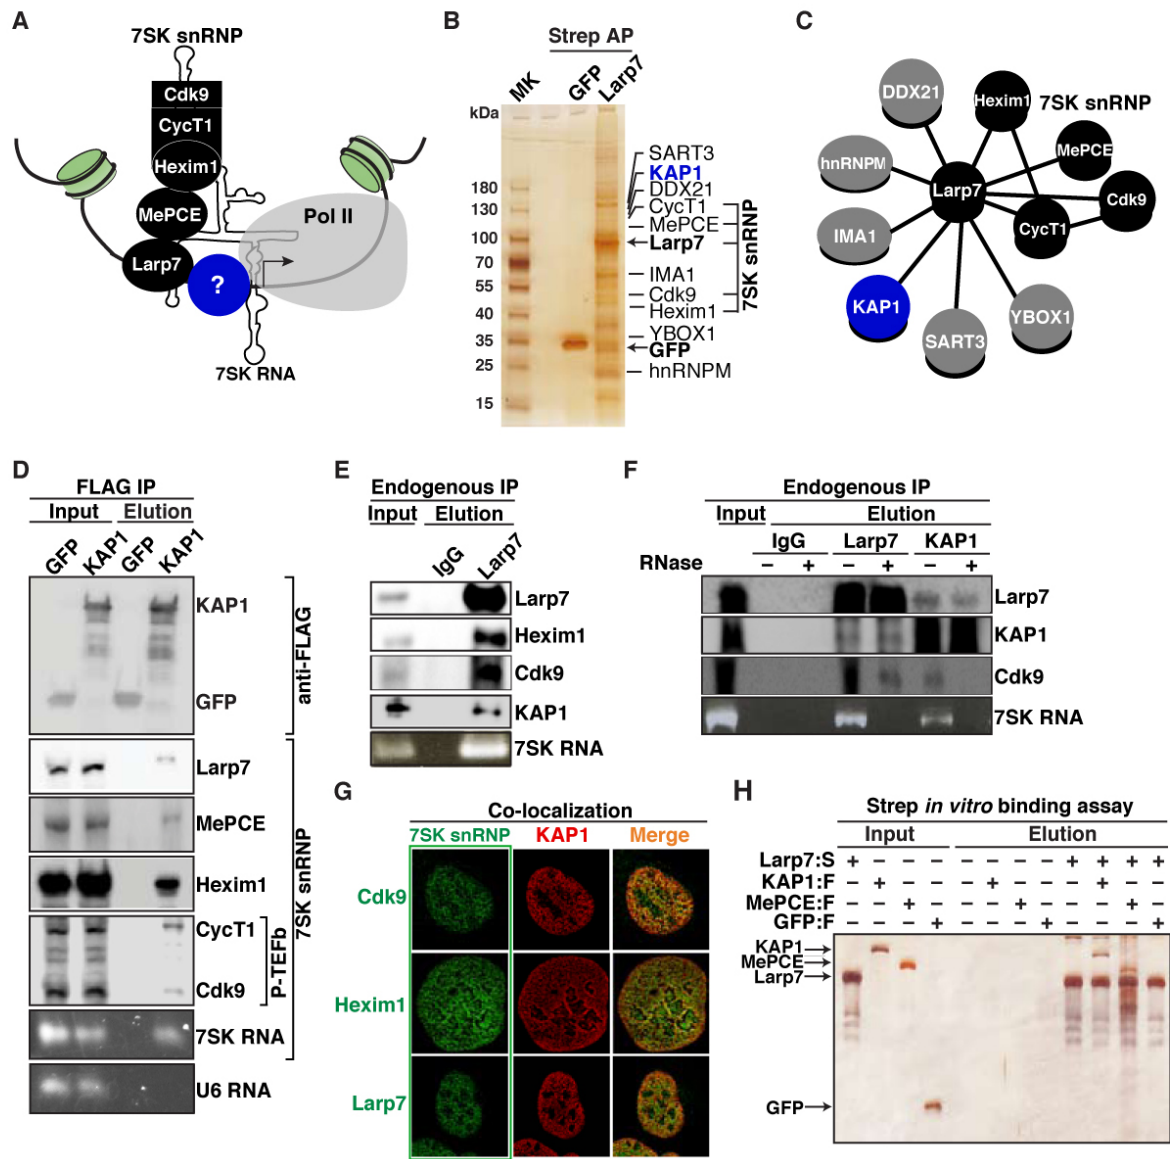 A
7SK snRNP
Cdk9
CycT1
Hexim1
MePCE
Larp7
?
Pol II
7SK RNA
B
Strep AP
MK
GFP
Larp7
kDa
180
130
100
70
55
40
35
25
15
SART3
KAP1
DDX21
CycT1
MePCE
Larp7
IMA1
Cdk9
Hexim1
YBOX1
GFP
hnRNPM
7SK snRNP
C
DDX21
Hexim1
7SK snRNP
MePCE
hnRNPM
Larp7
Cdk9
IMA1
CycT1
KAP1
SART3
YBOX1
D
FLAG IP
Input
Elution
GFP
KAP1
GFP
KAP1
KAP1
GFP
anti-FLAG
Larp7
MePCE
Hexim1
CycT1
Cdk9
P-TEFb
7SK RNA
7SK snRNP
U6 RNA
E
Endogenous IP
Input
Elution
IgG
Larp7
Larp7
Hexim1
Cdk9
KAP1
7SK RNA
F
Endogenous IP
Input
Elution
IgG
Larp7
KAP1
RNase
– + – + – +
Larp7
KAP1
Cdk9
7SK RNA
G
Co-localization
7SK snRNP
KAP1
Merge
Cdk9
Hexim1
Larp7
H
Strep in vitro binding assay
Input
Elution
Larp7:S + – – – – – – – + + + +
KAP1:F – + – – – + – – – + – –
MePCE:F – – + – – – + – – – + –
GFP:F – – – + – – – + – – – +
KAP1
MePCE
Larp7
GFP